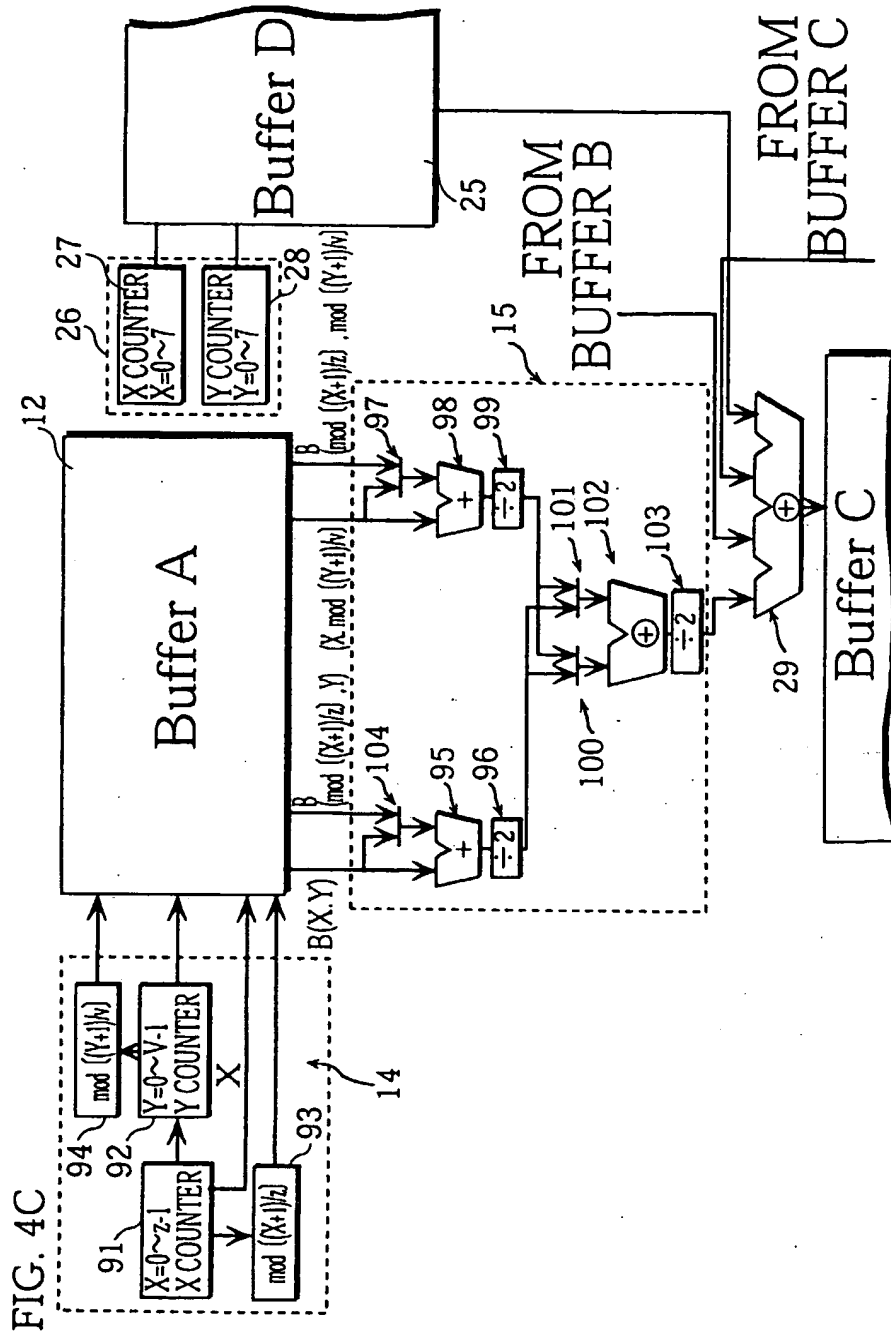 FIG. 4C
91
X=0~z-1
X COUNTER
92
Y=0~V-1
Y COUNTER
94
mod ((Y+1)/v)
93
mod ((X+1)/z)
X
14
12
Buffer A
26
27
X COUNTER
X=0~7
Y COUNTER
Y=0~7
28
Buffer D
25
B(X.Y)
B
(mod ((X+1)/z) ,Y)
(X. mod ((Y+1)/v)
B
(mod ((X+1)/z) , mod ((Y+1)/v)
15
104
95
+
96
÷2
97
98
+
99
÷2
100
101
102
+
103
÷2
FROM
BUFFER B
FROM
BUFFER C
29
+
Buffer C